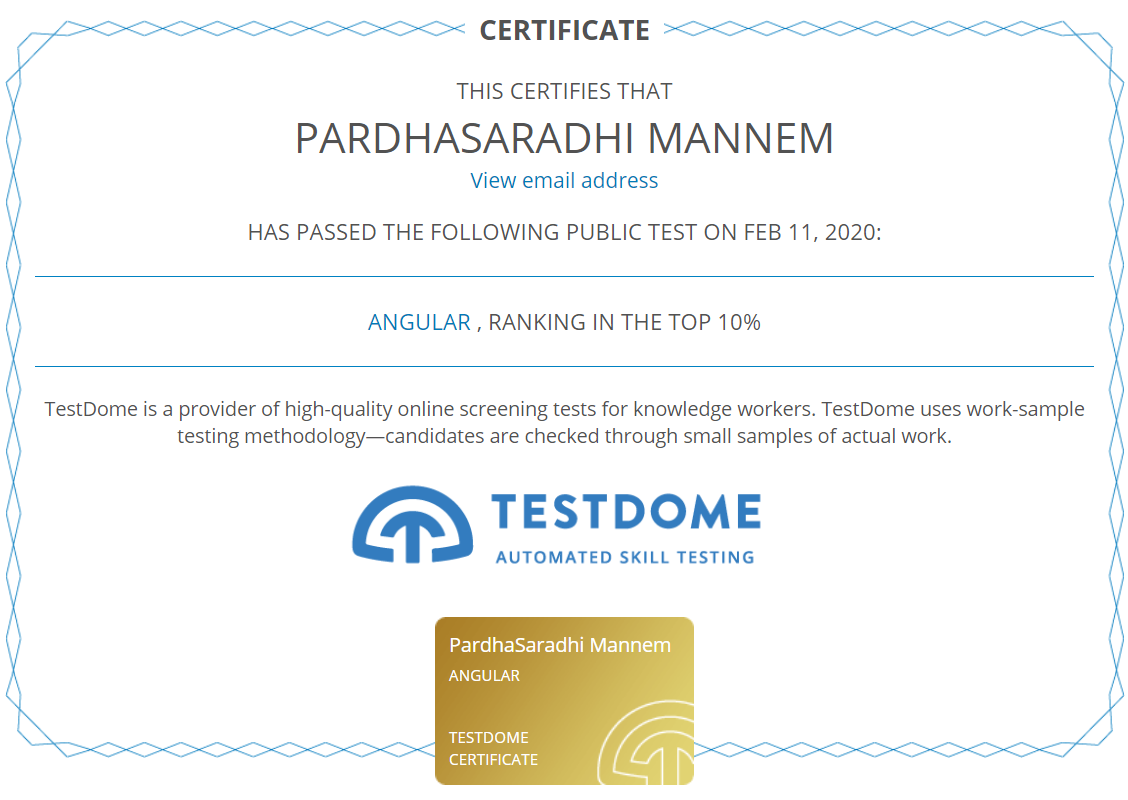 CERTIFICATE
THIS CERTIFIES THAT
PARDHASARADHI MANNEM
View email address
HAS PASSED THE FOLLOWING PUBLIC TEST ON FEB 11, 2020:
ANGULAR , RANKING IN THE TOP 10%
TestDome is a provider of high-quality online screening tests for knowledge workers. TestDome uses work-sample
testing methodology—candidates are checked through small samples of actual work.
TESTDOME
AUTOMATED SKILL TESTING
PardhaSaradhi Mannem
ANGULAR
TESTDOME
CERTIFICATE